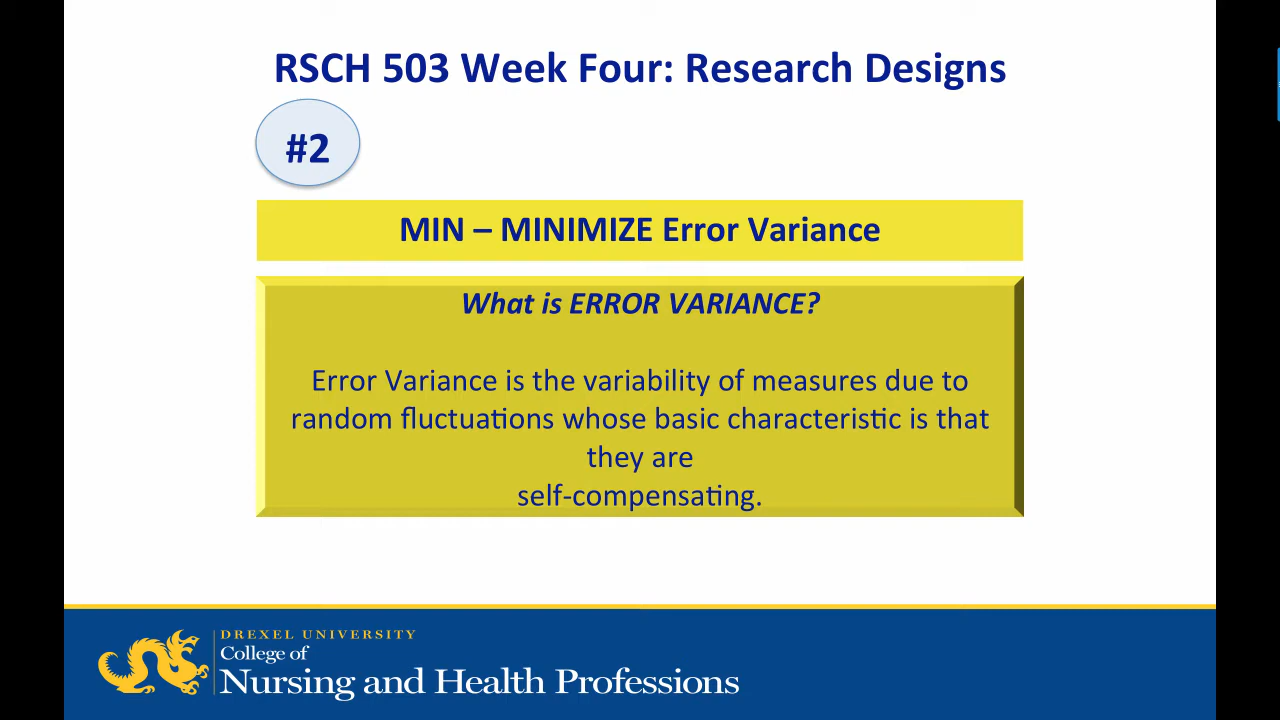 RSCH 503 Week Four: Research Designs
#2
MIN – MINIMIZE Error Variance
What is ERROR VARIANCE?
Error Variance is the variability of measures due to
random fluctuations whose basic characteristic is that
they are
self-compensating.
DREXEL UNIVERSITY
College of
Nursing and Health Professions